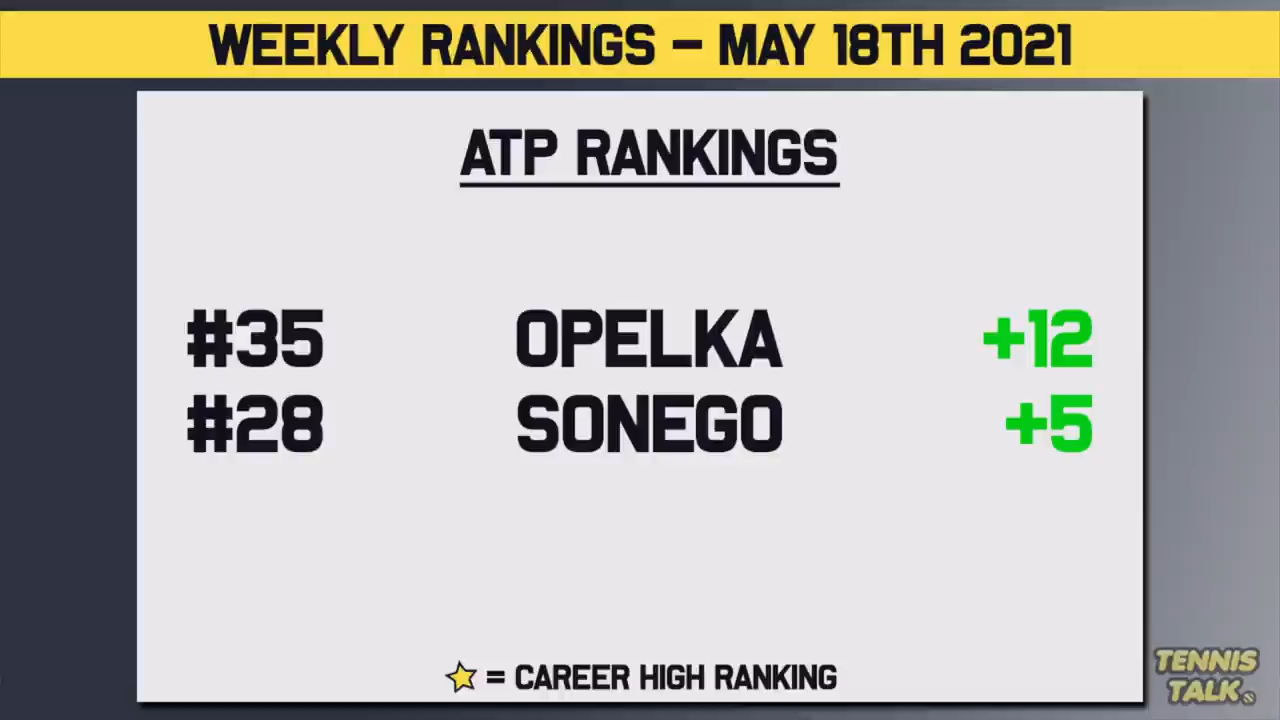 WEEKLY RANKINGS – MAY 18TH 2021
ATP RANKINGS
#35 OPELKA +12
#28 SONEGO +5
= CAREER HIGH RANKING
TENNIS
TALK